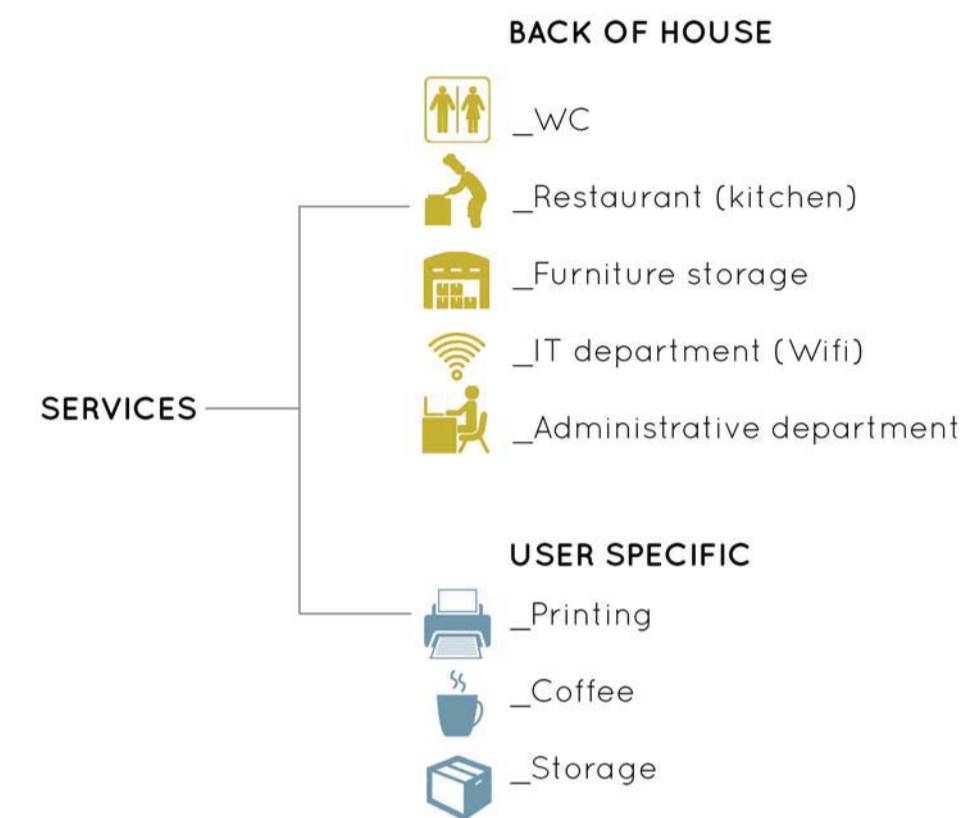 BACK OF HOUSE
_WC
_Restaurant (kitchen)
_Furniture storage
_IT department (Wifi)
SERVICES
_Administrative department
USER SPECIFIC
_Printing
_Coffee
_Storage